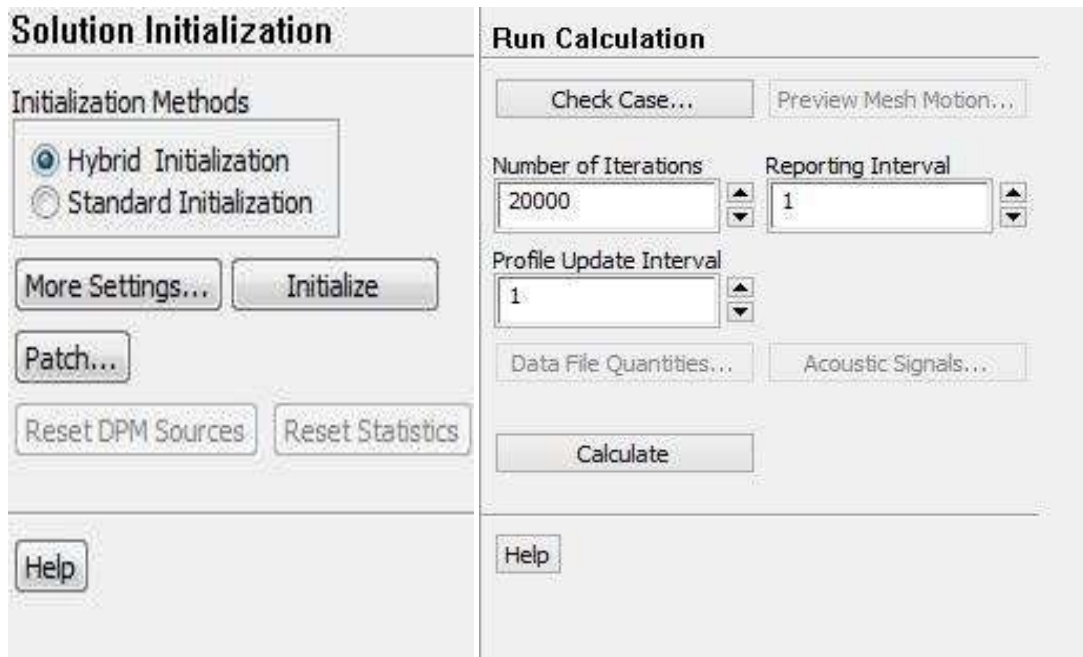 Solution Initialization
Initialization Methods
Hybrid Initialization
Standard Initialization
More Settings... Initialize
Patch...
Reset DPM Sources Reset Statistics
Help
Run Calculation
Check Case... Preview Mesh Motion...
Number of Iterations Reporting Interval
20000 1
Profile Update Interval
1
Data File Quantities... Acoustic Signals...
Calculate
Help